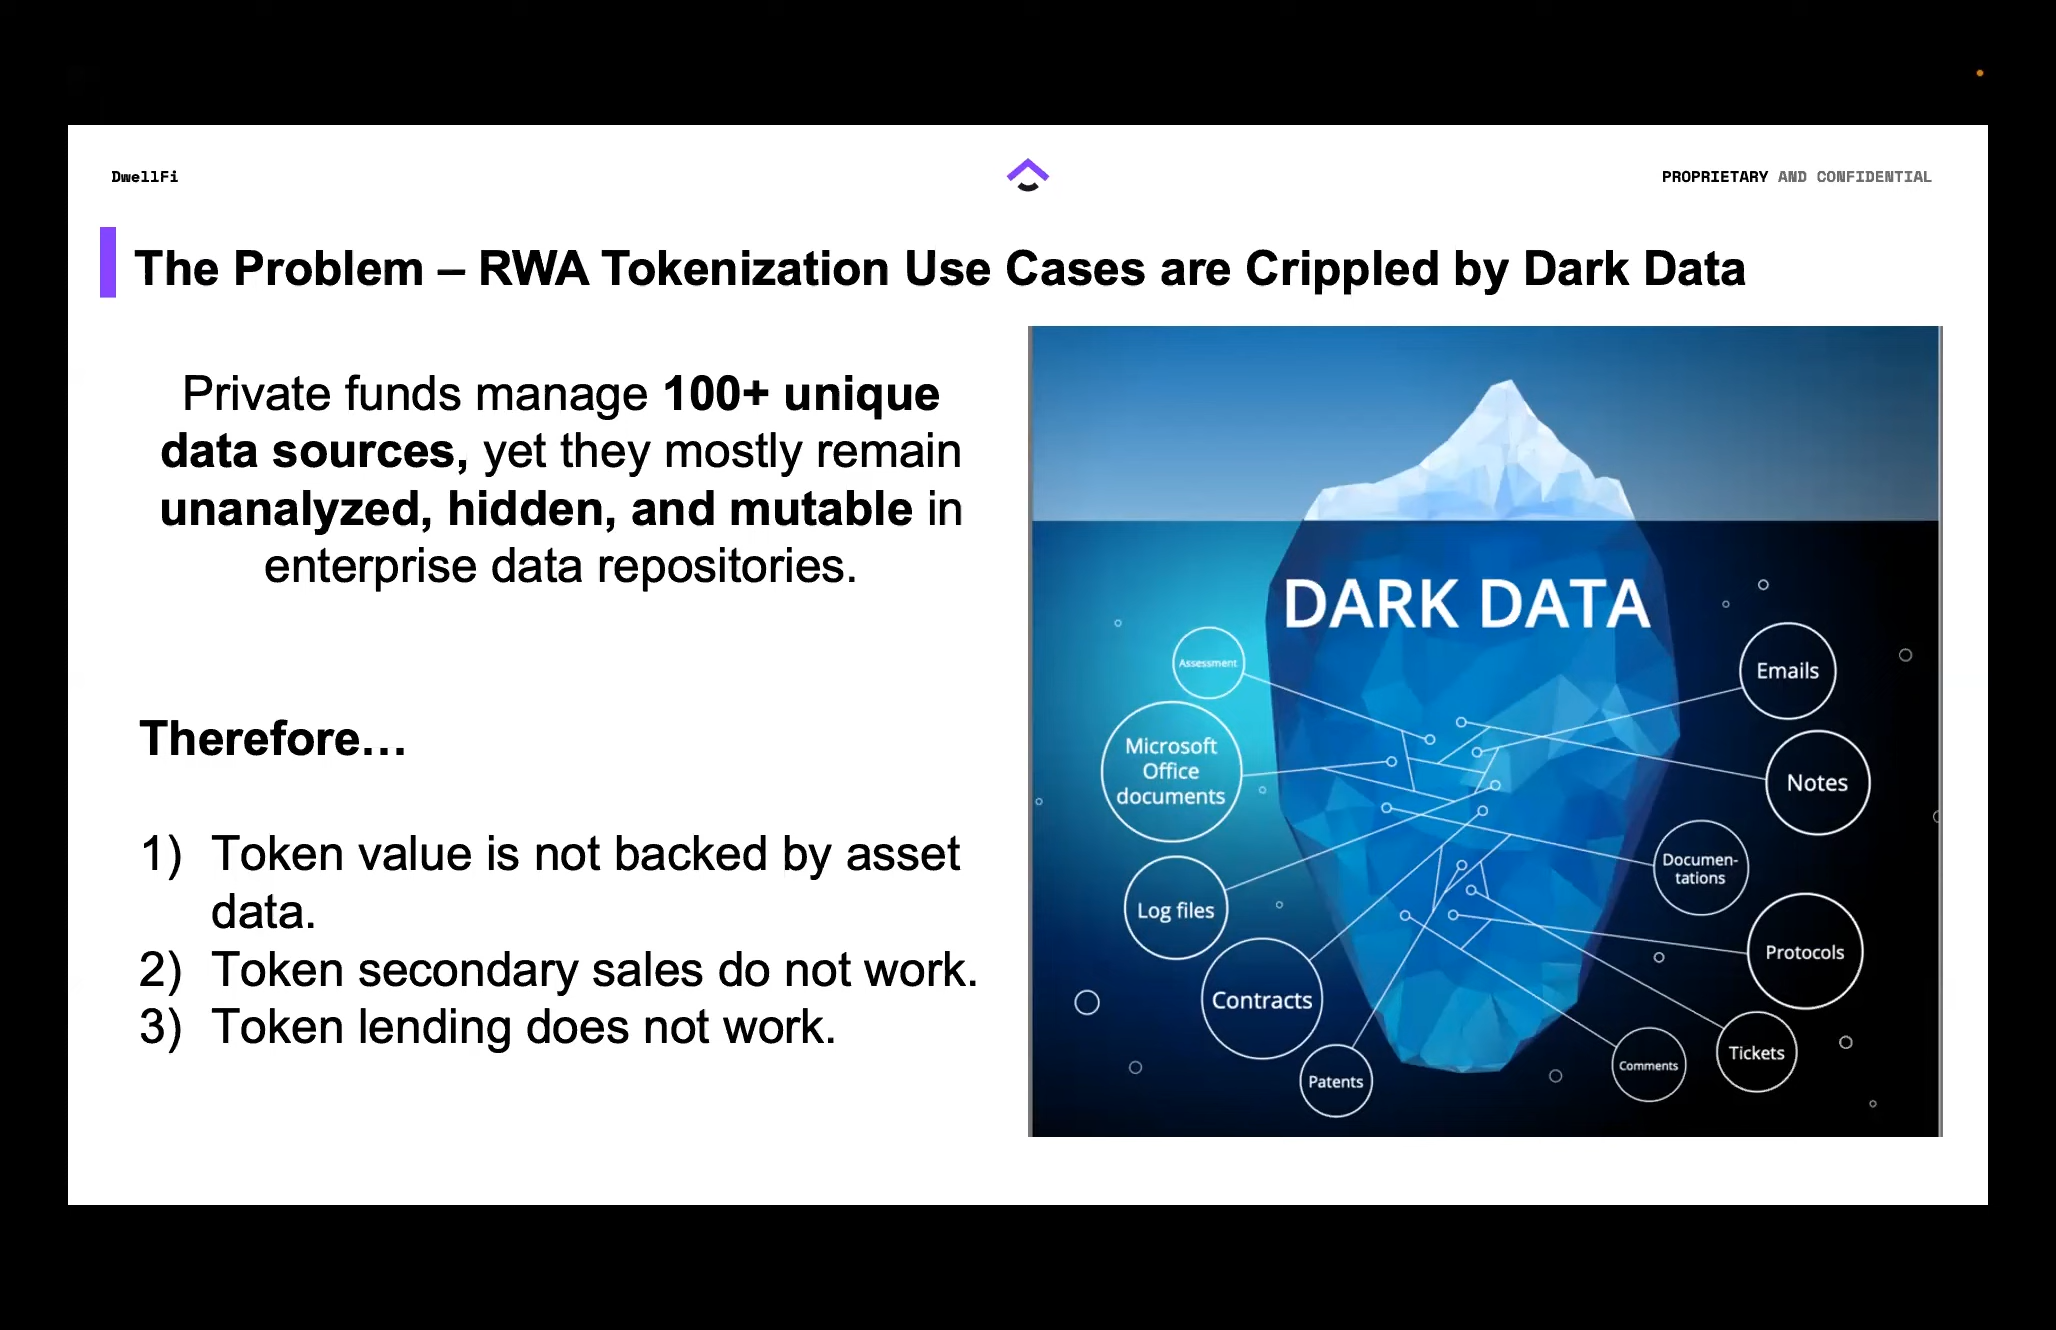 DwellFi
PROPRIETARY AND CONFIDENTIAL
The Problem – RWA Tokenization Use Cases are Crippled by Dark Data
Private funds manage 100+ unique
data sources, yet they mostly remain
unanalyzed, hidden, and mutable in
enterprise data repositories.
Therefore…
1) Token value is not backed by asset
data.
2) Token secondary sales do not work.
3) Token lending does not work.
DARK DATA
Assessment
Microsoft
Office
documents
Log files
Contracts
Patents
Emails
Notes
Documen-
tations
Protocols
Tickets
Comments